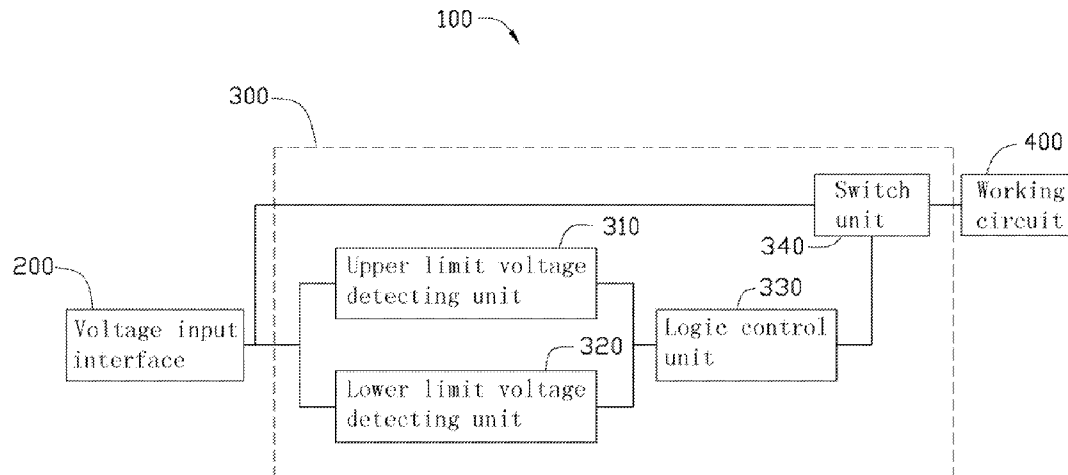 100
300
400
Switch
unit
Working
circuit
340
310
Upper limit voltage
detecting unit
200
330
Voltage input
interface
Logic control
unit
320
Lower limit voltage
detecting unit